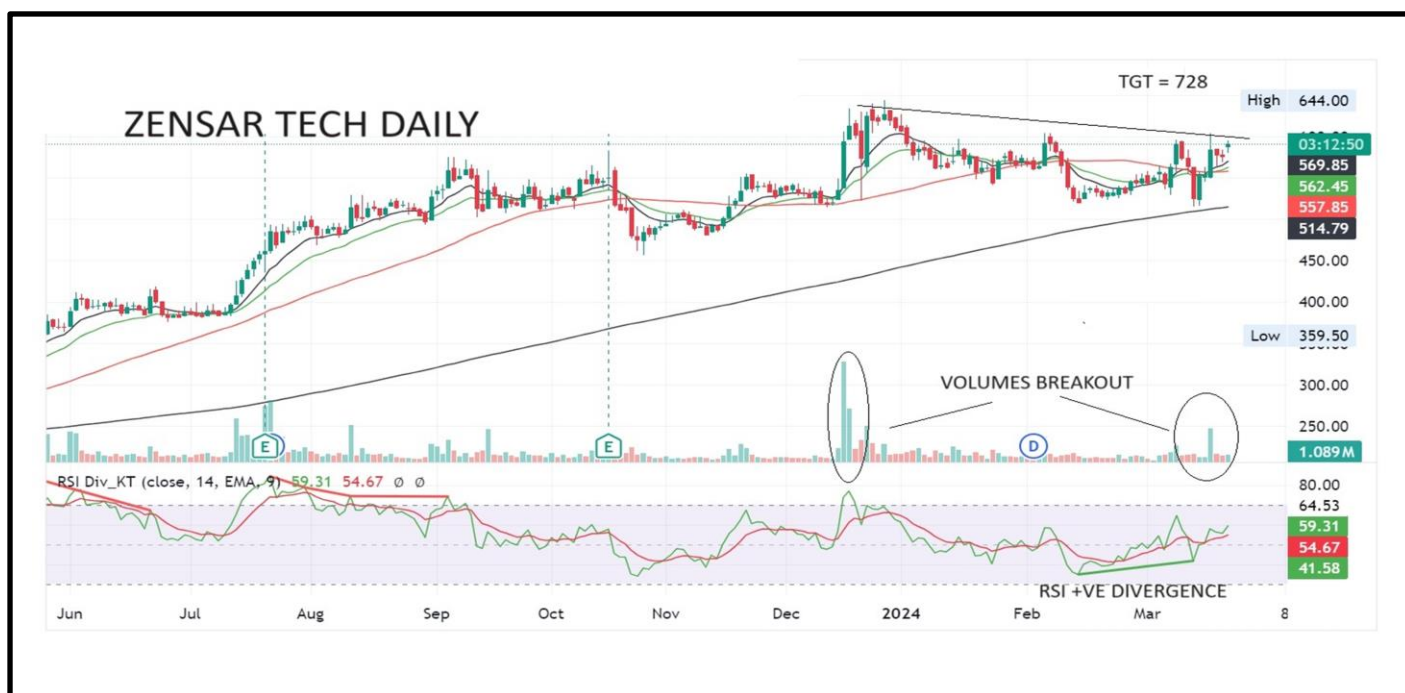 TGT = 728
High 644.00
ZENSAR TECH DAILY
03:12:50
569.85
562.45
557.85
514.79
450.00
400.00
Low 359.50
300.00
VOLUMES BREAKOUT
250.00
E
E
D
1.089M
RSI Div_KT (close, 14, EMA, 9) 59.31 54.67 ∅ ∅
80.00
64.53
59.31
54.67
41.58
RSI +VE DIVERGENCE
Jun Jul Aug Sep Oct Nov Dec 2024 Feb Mar 8